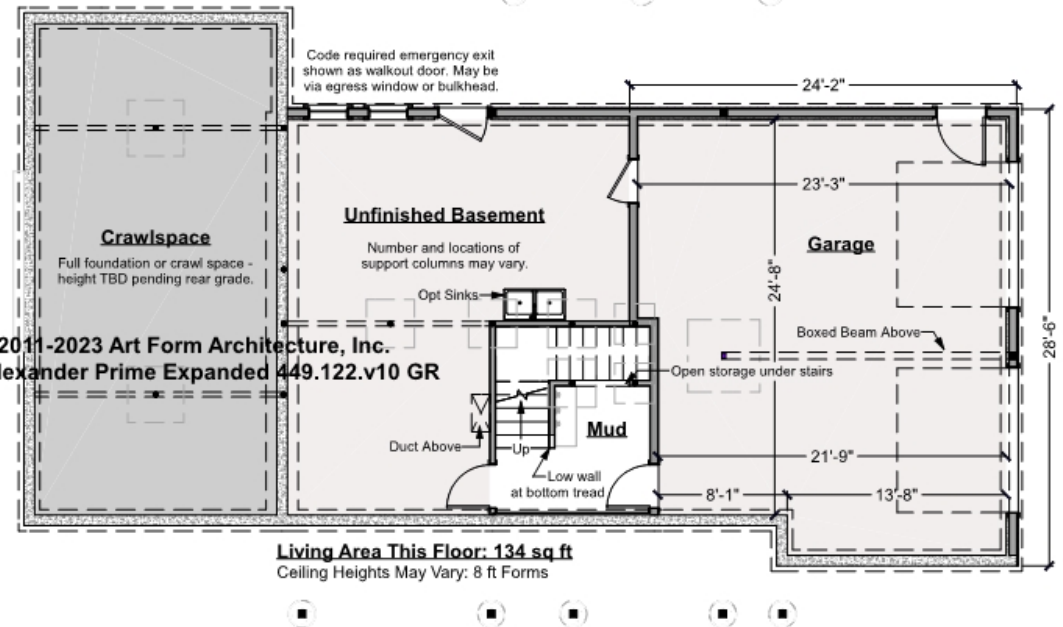 Code required emergency exit
shown as walkout door. May be
via egress window or bulkhead.
24'-2"
23'-3"
Unfinished Basement
Number and locations of
support columns may vary.
Crawlspace
Full foundation or crawl space -
height TBD pending rear grade.
Garage
24'-8"
28'-6"
Opt Sinks
Boxed Beam Above
2011-2023 Art Form Architecture, Inc.
lexander Prime Expanded 449.122.v10 GR
Open storage under stairs
Mud
Duct Above
Up
Low wall
at bottom tread
21'-9"
8'-1"
13'-8"
Living Area This Floor: 134 sq ft
Ceiling Heights May Vary: 8 ft Forms